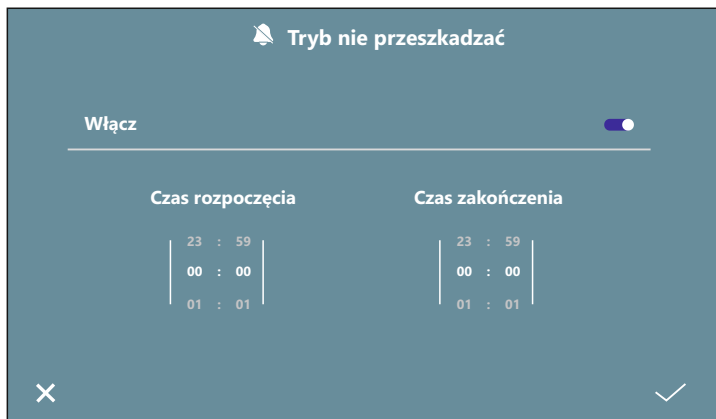 Tryb nie przeszkadzać
Włącz
Czas rozpoczęcia Czas zakończenia
23 : 59 23 : 59
00 : 00 00 : 00
01 : 01 01 : 01